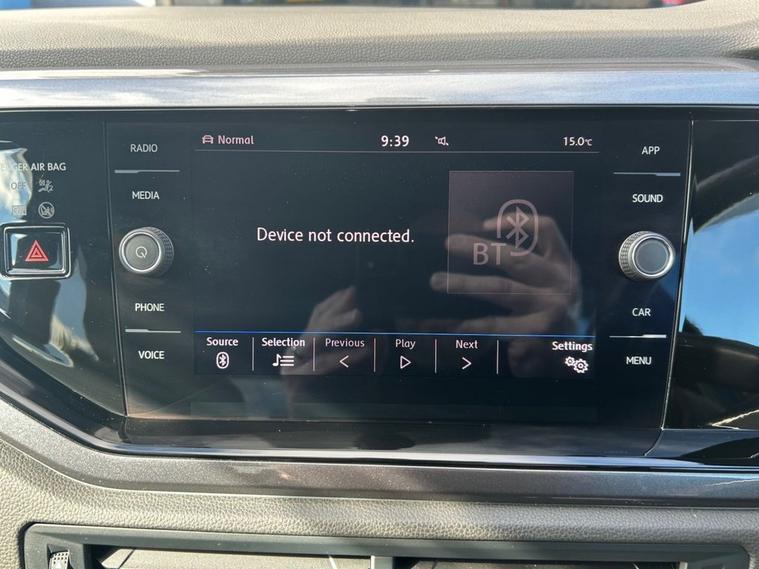 Normal
9:39
15.0°C
RADIO
MEDIA
PHONE
VOICE
AIR BAG
OFF
Device not connected.
BT
Source
Selection
Previous
Play
Next
Settings
APP
SOUND
CAR
MENU